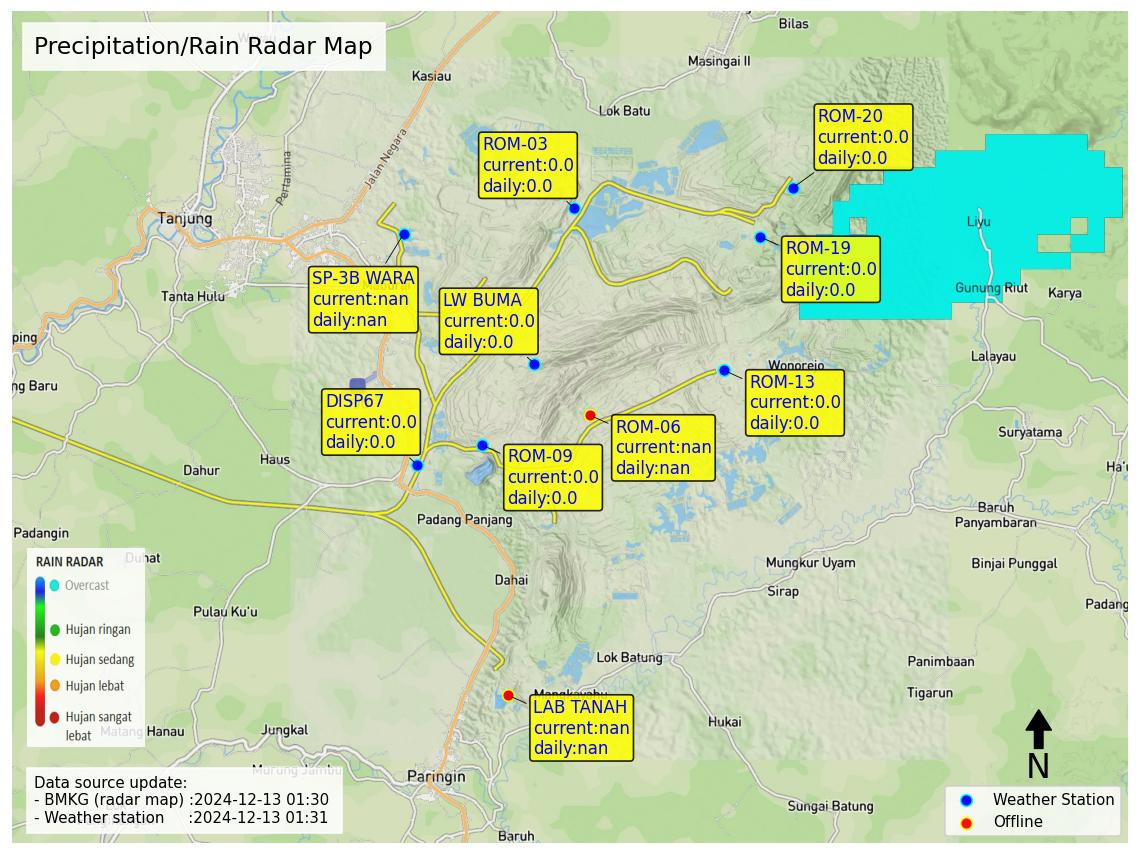 Precipitation/Rain Radar Map
Bilas
Masingai II
Kasiau
Lok Batu
Jalan Negara
Pertamina
Tanjung
Tanta Hulu
ROM-03
current:0.0
daily:0.0
ROM-20
current:0.0
daily:0.0
ROM-19
current:0.0
daily:0.0
SP-3B WARA
current:nan
daily:nan
LW BUMA
current:0.0
daily:0.0
Liyu
Gunung Riut
Karya
Lalayau
ping
ng Baru
Wonorejo
ROM-13
current:0.0
daily:0.0
DISP67
current:0.0
daily:0.0
ROM-06
current:nan
daily:nan
ROM-09
current:0.0
daily:0.0
Suryatama
Ha'u
Haus
Dahur
Padang Panjang
Baruh
Panyambaran
Padangin
Duhat
Binjai Punggal
Mungkur Uyam
Sirap
Padang
Dahai
Pulau Ku'u
RAIN RADAR
Overcast
Hujan ringan
Hujan sedang
Hujan lebat
Hujan sangat
lebat
Lok Batung
Panimbaan
Tigarun
Mangkayahu
LAB TANAH
current:nan
daily:nan
Hukai
Matang Hanau
Jungkal
Murung Jambu
Paringin
Sungai Batung
Baruh
N
Data source update:
- BMKG (radar map) :2024-12-13 01:30
- Weather station :2024-12-13 01:31
Weather Station
Offline